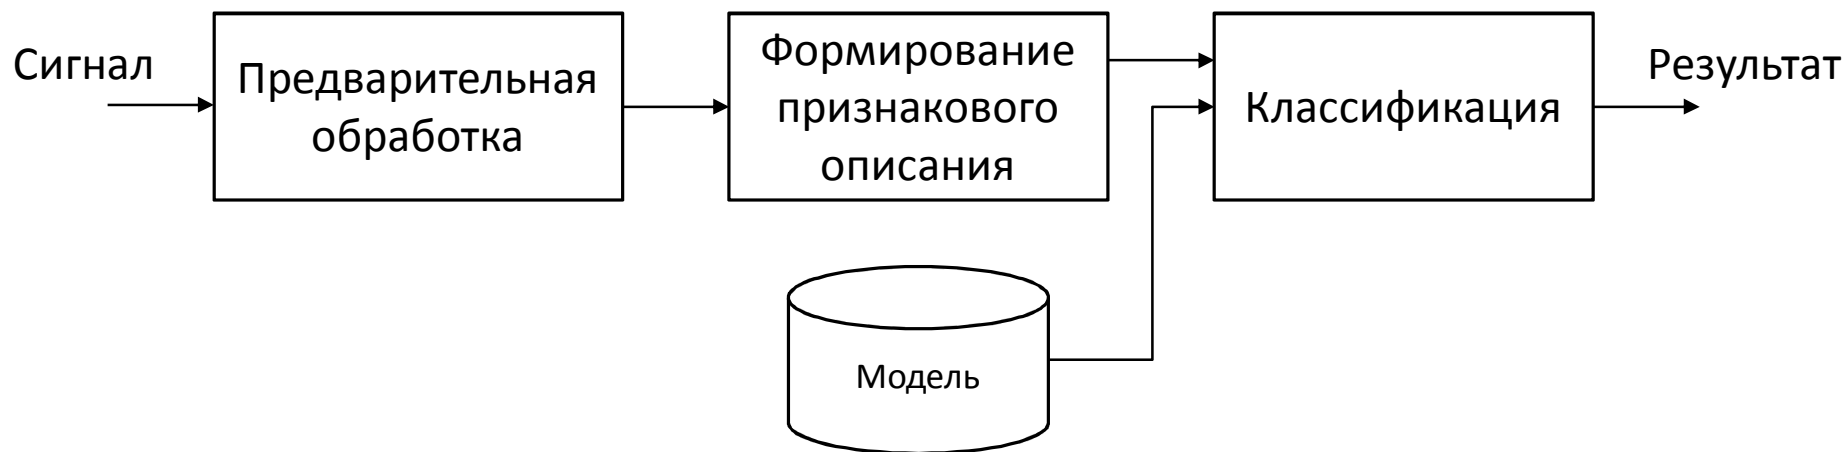 Сигнал
Предварительная
обработка
Формирование
признакового
описания
Классификация
Результат
Модель